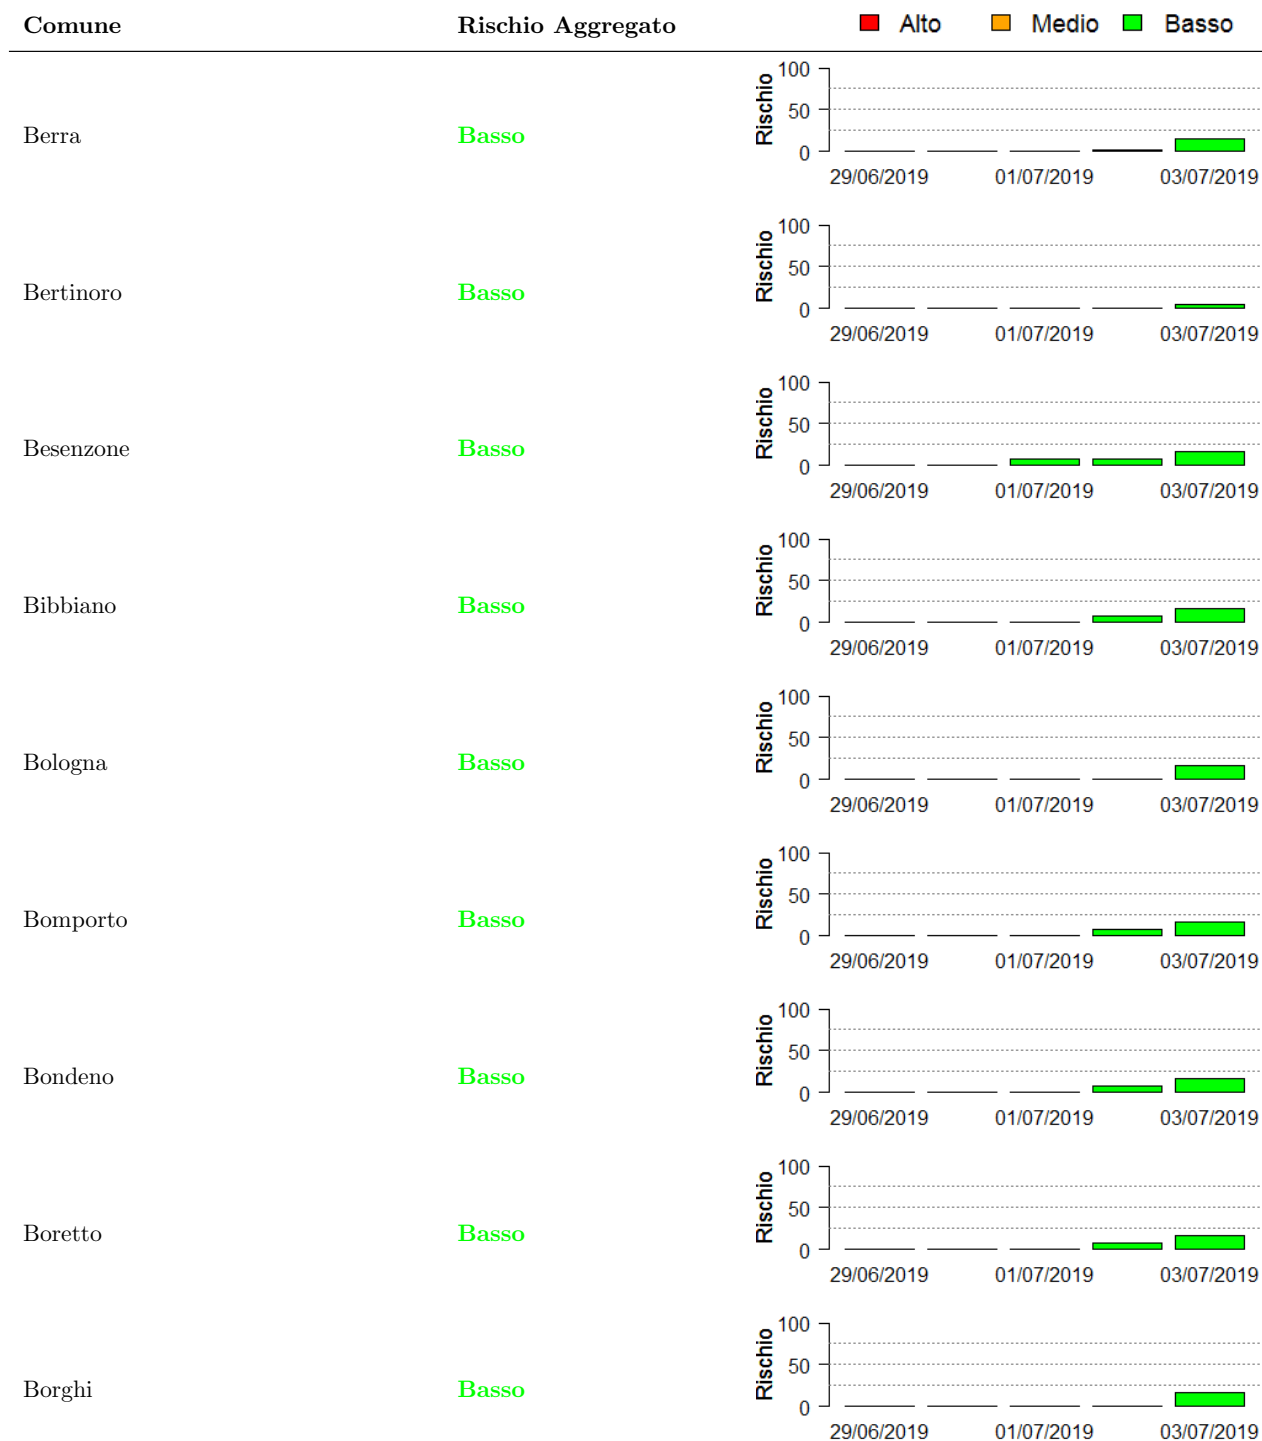 Comune Rischio Aggregato Alto Medio Basso
100
50
0
Rischio
Berra Basso
29/06/2019 01/07/2019 03/07/2019
100
50
0
Rischio
Bertinoro Basso
29/06/2019 01/07/2019 03/07/2019
100
50
0
Rischio
Besenzone Basso
29/06/2019 01/07/2019 03/07/2019
100
50
0
Rischio
Bibbiano Basso
29/06/2019 01/07/2019 03/07/2019
100
50
0
Rischio
Bologna Basso
29/06/2019 01/07/2019 03/07/2019
100
50
0
Rischio
Bomporto Basso
29/06/2019 01/07/2019 03/07/2019
100
50
0
Rischio
Bondeno Basso
29/06/2019 01/07/2019 03/07/2019
100
50
0
Rischio
Boretto Basso
29/06/2019 01/07/2019 03/07/2019
100
50
0
Rischio
Borghi Basso
29/06/2019 01/07/2019 03/07/2019